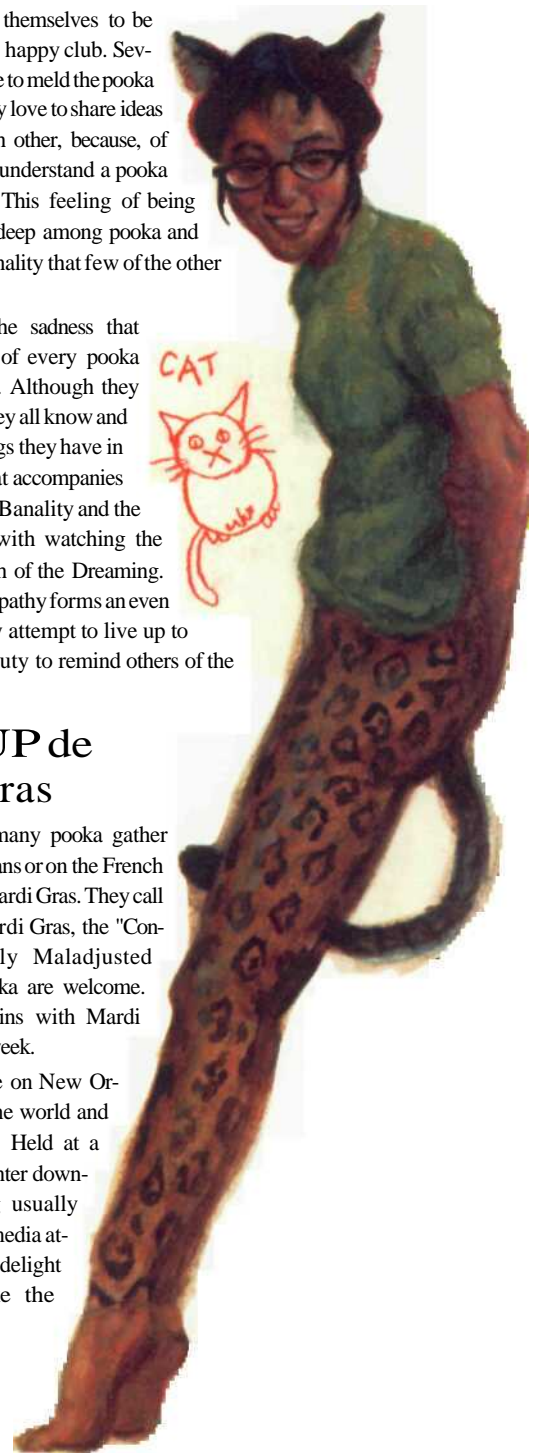 themselves to be
happy club. Sev-
e to meld the pooka
y love to share ideas
h other, because, of
understand a pooka
This feeling of being
deep among pooka and
nality that few of the other
he sadness that
of every pooka
. Although they
ey all know and
gs they have in
at accompanies
Banality and the
with watching the
h of the Dreaming.
pathy forms an even
y attempt to live up to
uty to remind others of the
CAT
UP de
ras
many pooka gather
ans or on the French
ardi Gras. They call
rdi Gras, the "Con-
ly Maladjusted
ka are welcome.
ins with Mardi
eek.
e on New Or-
ne world and
Held at a
nter down-
usually
nedia at-
delight
e the